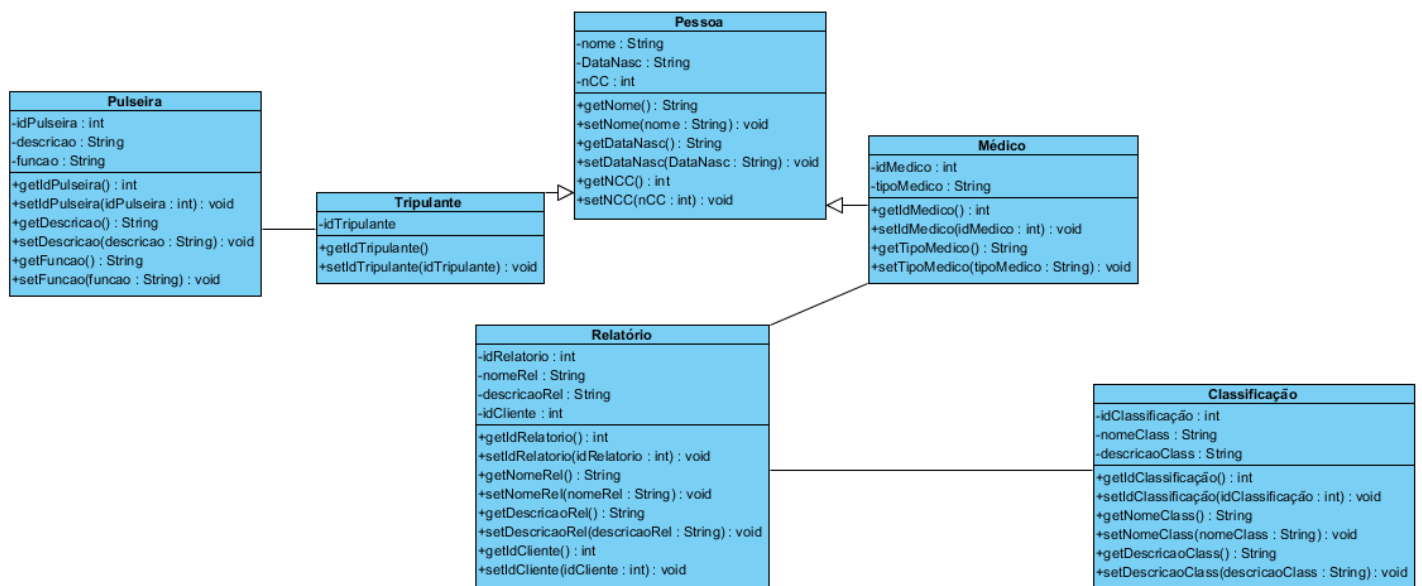 Pessoa
-nome : String
-DataNasc : String
-nCC : int
+getNome() : String
+setNome(nome : String) : void
+getDataNasc() : String
+setDataNasc(DataNasc : String) : void
+getNCC() : int
+setNCC(nCC : int) : void
Pulseira
-idPulseira : int
-descricao : String
-funcao : String
+getIdPulseira() : int
+setIdPulseira(idPulseira : int) : void
+getDescricao() : String
+setDescricao(descricao : String) : void
+getFuncao() : String
+setFuncao(funcao : String) : void
Tripulante
-idTripulante
+getIdTripulante()
+setIdTripulante(idTripulante) : void
Médico
-idMedico : int
-tipoMedico : String
+getIdMedico() : int
+setIdMedico(idMedico : int) : void
+getTipoMedico() : String
+setTipoMedico(tipoMedico : String) : void
Relatório
-idRelatorio : int
-nomeRel : String
-descricaoRel : String
-idCliente : int
+getIdRelatorio() : int
+setIdRelatorio(idRelatorio : int) : void
+getNomeRel() : String
+setNomeRel(nomeRel : String) : void
+getDescricaoRel() : String
+setDescricaoRel(descricaoRel : String) : void
+getIdCliente() : int
+setIdCliente(idCliente : int) : void
Classificação
-idClassificação : int
-nomeClass : String
-descricaoClass : String
+getIdClassificação() : int
+setIdClassificação(idClassificação : int) : void
+getNomeClass() : String
+setNomeClass(nomeClass : String) : void
+getDescricaoClass() : String
+setDescricaoClass(descricaoClass : String) : void